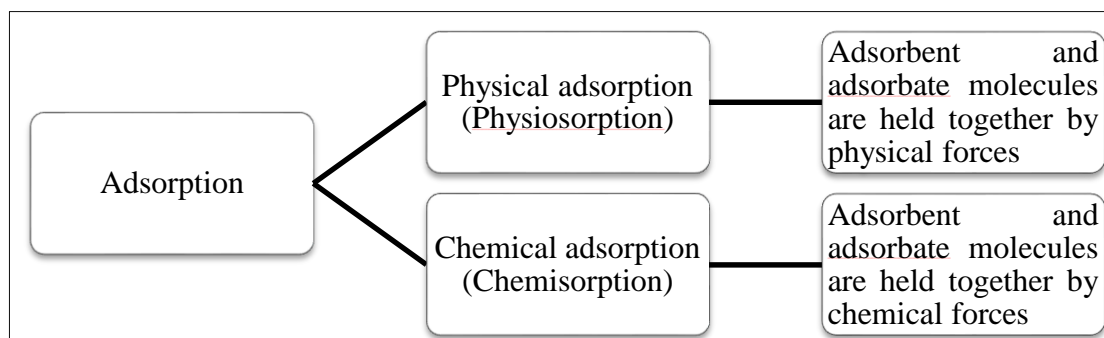 Adsorption
Physical adsorption
(Physiosorption)
Adsorbent and
adsorbate molecules
are held together by
physical forces
Chemical adsorption
(Chemisorption)
Adsorbent and
adsorbate molecules
are held together by
chemical forces